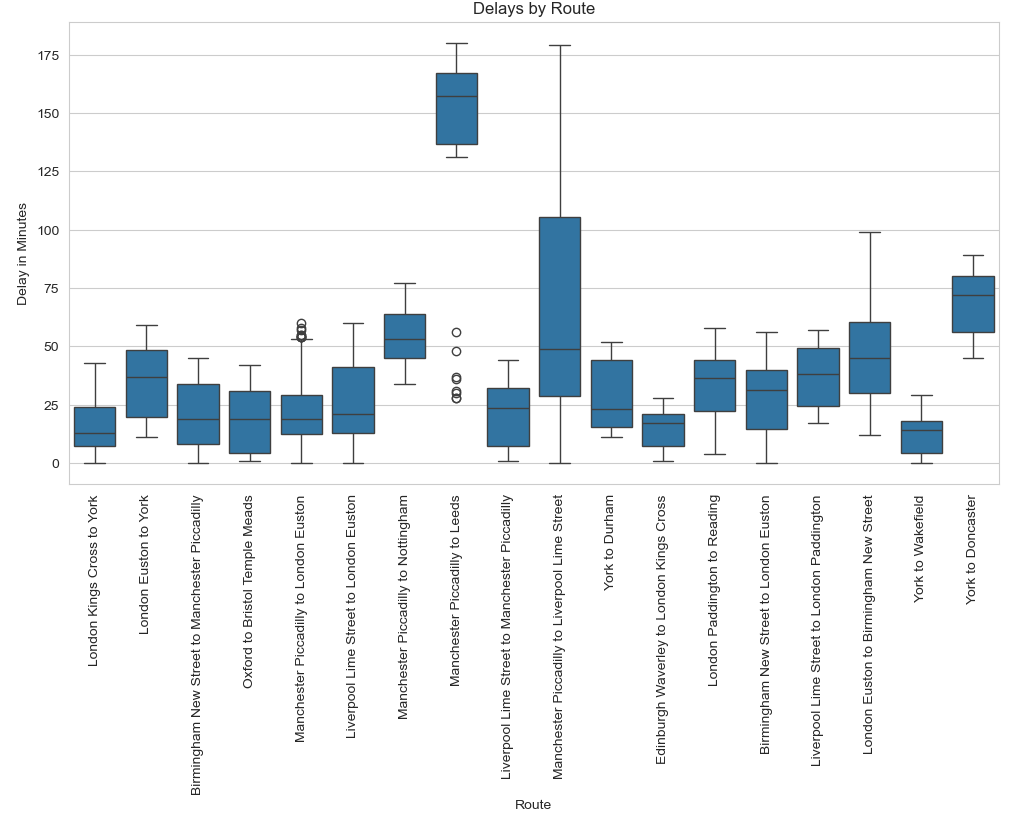 Delays by Route
Delay in Minutes
175
150
125
100
75
50
25
0
London Kings Cross to York
London Euston to York
Birmingham New Street to Manchester Piccadilly
Oxford to Bristol Temple Meads
Manchester Piccadilly to London Euston
Liverpool Lime Street to London Euston
Manchester Piccadilly to Nottingham
Manchester Piccadilly to Leeds
Liverpool Lime Street to Manchester Piccadilly
Manchester Piccadilly to Liverpool Lime Street
York to Durham
Edinburgh Waverley to London Kings Cross
London Paddington to Reading
Birmingham New Street to London Euston
Liverpool Lime Street to London Paddington
London Euston to Birmingham New Street
York to Wakefield
York to Doncaster
Route